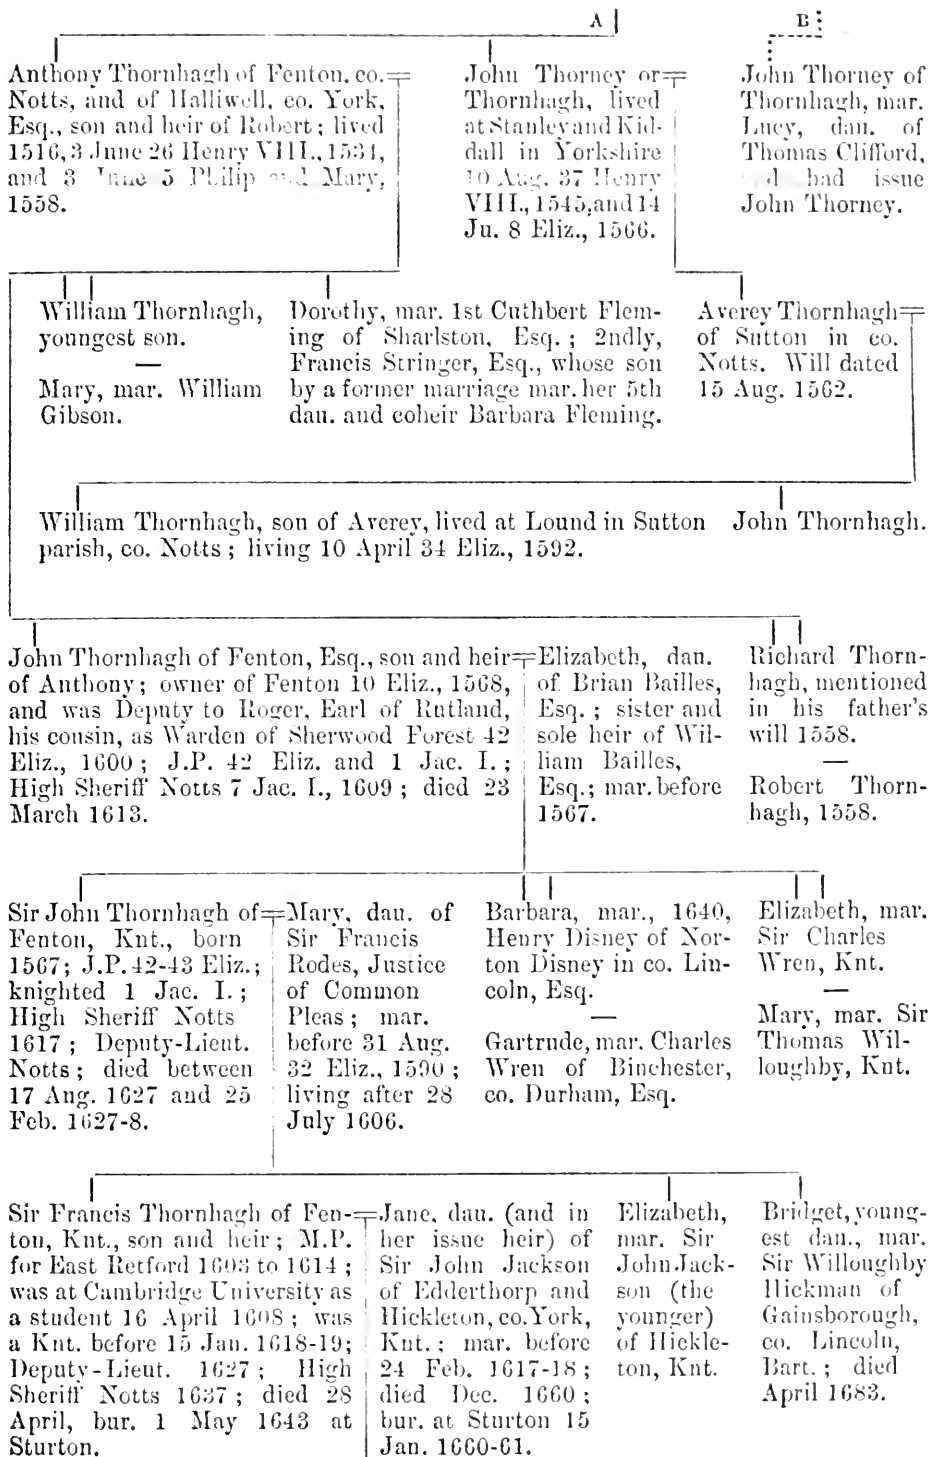 A
B
Anthony Thornhagh of Fenton, co.
Notts, and of Halliwell, co. York,
Esq., son and heir of Robert; lived
1516, 3 June 26 Henry VIII., 1534,
and 3 June 5 Philip and Mary,
1558.
John Thorney or
Thornhagh, lived
at Stanley and Kid-
dall in Yorkshire
10 Aug. 37 Henry
VIII., 1545, and 14
Ju. 8 Eliz., 1566.
John Thorney of
Thornhagh, mar.
Lucy, dan. of
Thomas Clifford,
had issue
John Thorney.
William Thornhagh,
youngest son.
—
Mary, mar. William
Gibson.
Dorothy, mar. 1st Cuthbert Flem-
ing of Sharlston, Esq.; 2ndly,
Francis Stringer, Esq., whose son
by a former marriage mar. her 5th
dau. and coheir Barbara Fleming.
Averey Thornhagh
of Sutton in co.
Notts. Will dated
15 Aug. 1562.
William Thornhagh, son of Averey, lived at Lound in Sutton
parish, co. Notts; living 10 April 34 Eliz., 1592.
John Thornhagh.
John Thornhagh of Fenton, Esq., son and heir
of Anthony; owner of Fenton 10 Eliz., 1568,
and was Deputy to Roger, Earl of Rutland,
his cousin, as Warden of Sherwood Forest 42
Eliz., 1600; J.P. 42 Eliz. and 1 Jac. I.;
High Sheriff Notts 7 Jac. I., 1609; died 23
March 1613.
Elizabeth, dan.
of Brian Bailles,
Esq.; sister and
sole heir of Wil-
liam Bailles,
Esq.; mar. before
1567.
Richard Thorn-
hagh, mentioned
in his father's
will 1558.
—
Robert Thorn-
hagh, 1558.
Sir John Thornhagh of
Fenton, Knt., born
1567; J.P. 42-43 Eliz.;
knighted 1 Jac. I.;
High Sheriff Notts
1617; Deputy-Lieut.
Notts; died between
17 Aug. 1627 and 25
Feb. 1627-8.
Mary, dau. of
Sir Francis
Rodes, Justice
of Common
Pleas; mar.
before 31 Aug.
32 Eliz., 1590;
living after 28
July 1606.
Barbara, mar., 1640,
Henry Disney of Nor-
ton Disney in co. Lin-
coln, Esq.
—
Gartrude, mar. Charles
Wren of Binchester,
co. Durham, Esq.
Elizabeth, mar.
Sir Charles
Wren, Knt.
—
Mary, mar. Sir
Thomas Wil-
loughby, Knt.
Sir Francis Thornhagh of Fen-
ton, Knt., son and heir; M.P.
for East Retford 1603 to 1614;
was at Cambridge University as
a student 16 April 1608; was
a Knt. before 15 Jan. 1618-19;
Deputy-Lieut. 1627; High
Sheriff Notts 1637; died 28
April, bur. 1 May 1643 at
Sturton.
Jane, dau. (and in
her issue heir) of
Sir John Jackson
of Edderthorp and
Hickleton, co. York,
Knt.; mar. before
24 Feb. 1617-18;
died Dec. 1660;
bur. at Sturton 15
Jan. 1660-61.
Elizabeth,
mar. Sir
John Jack-
son (the
younger)
of Hickle-
ton, Knt.
Bridget, young-
est dan., mar.
Sir Willoughby
Hickman of
Gainsborough,
co. Lincoln,
Bart.; died
April 1683.